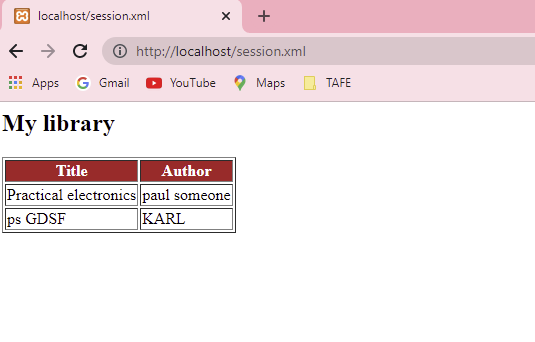 localhost/session.xml
http://localhost/session.xml
Apps Gmail YouTube Maps TAFE
My library
Title Author
Practical electronics paul someone
ps GDSF KARL